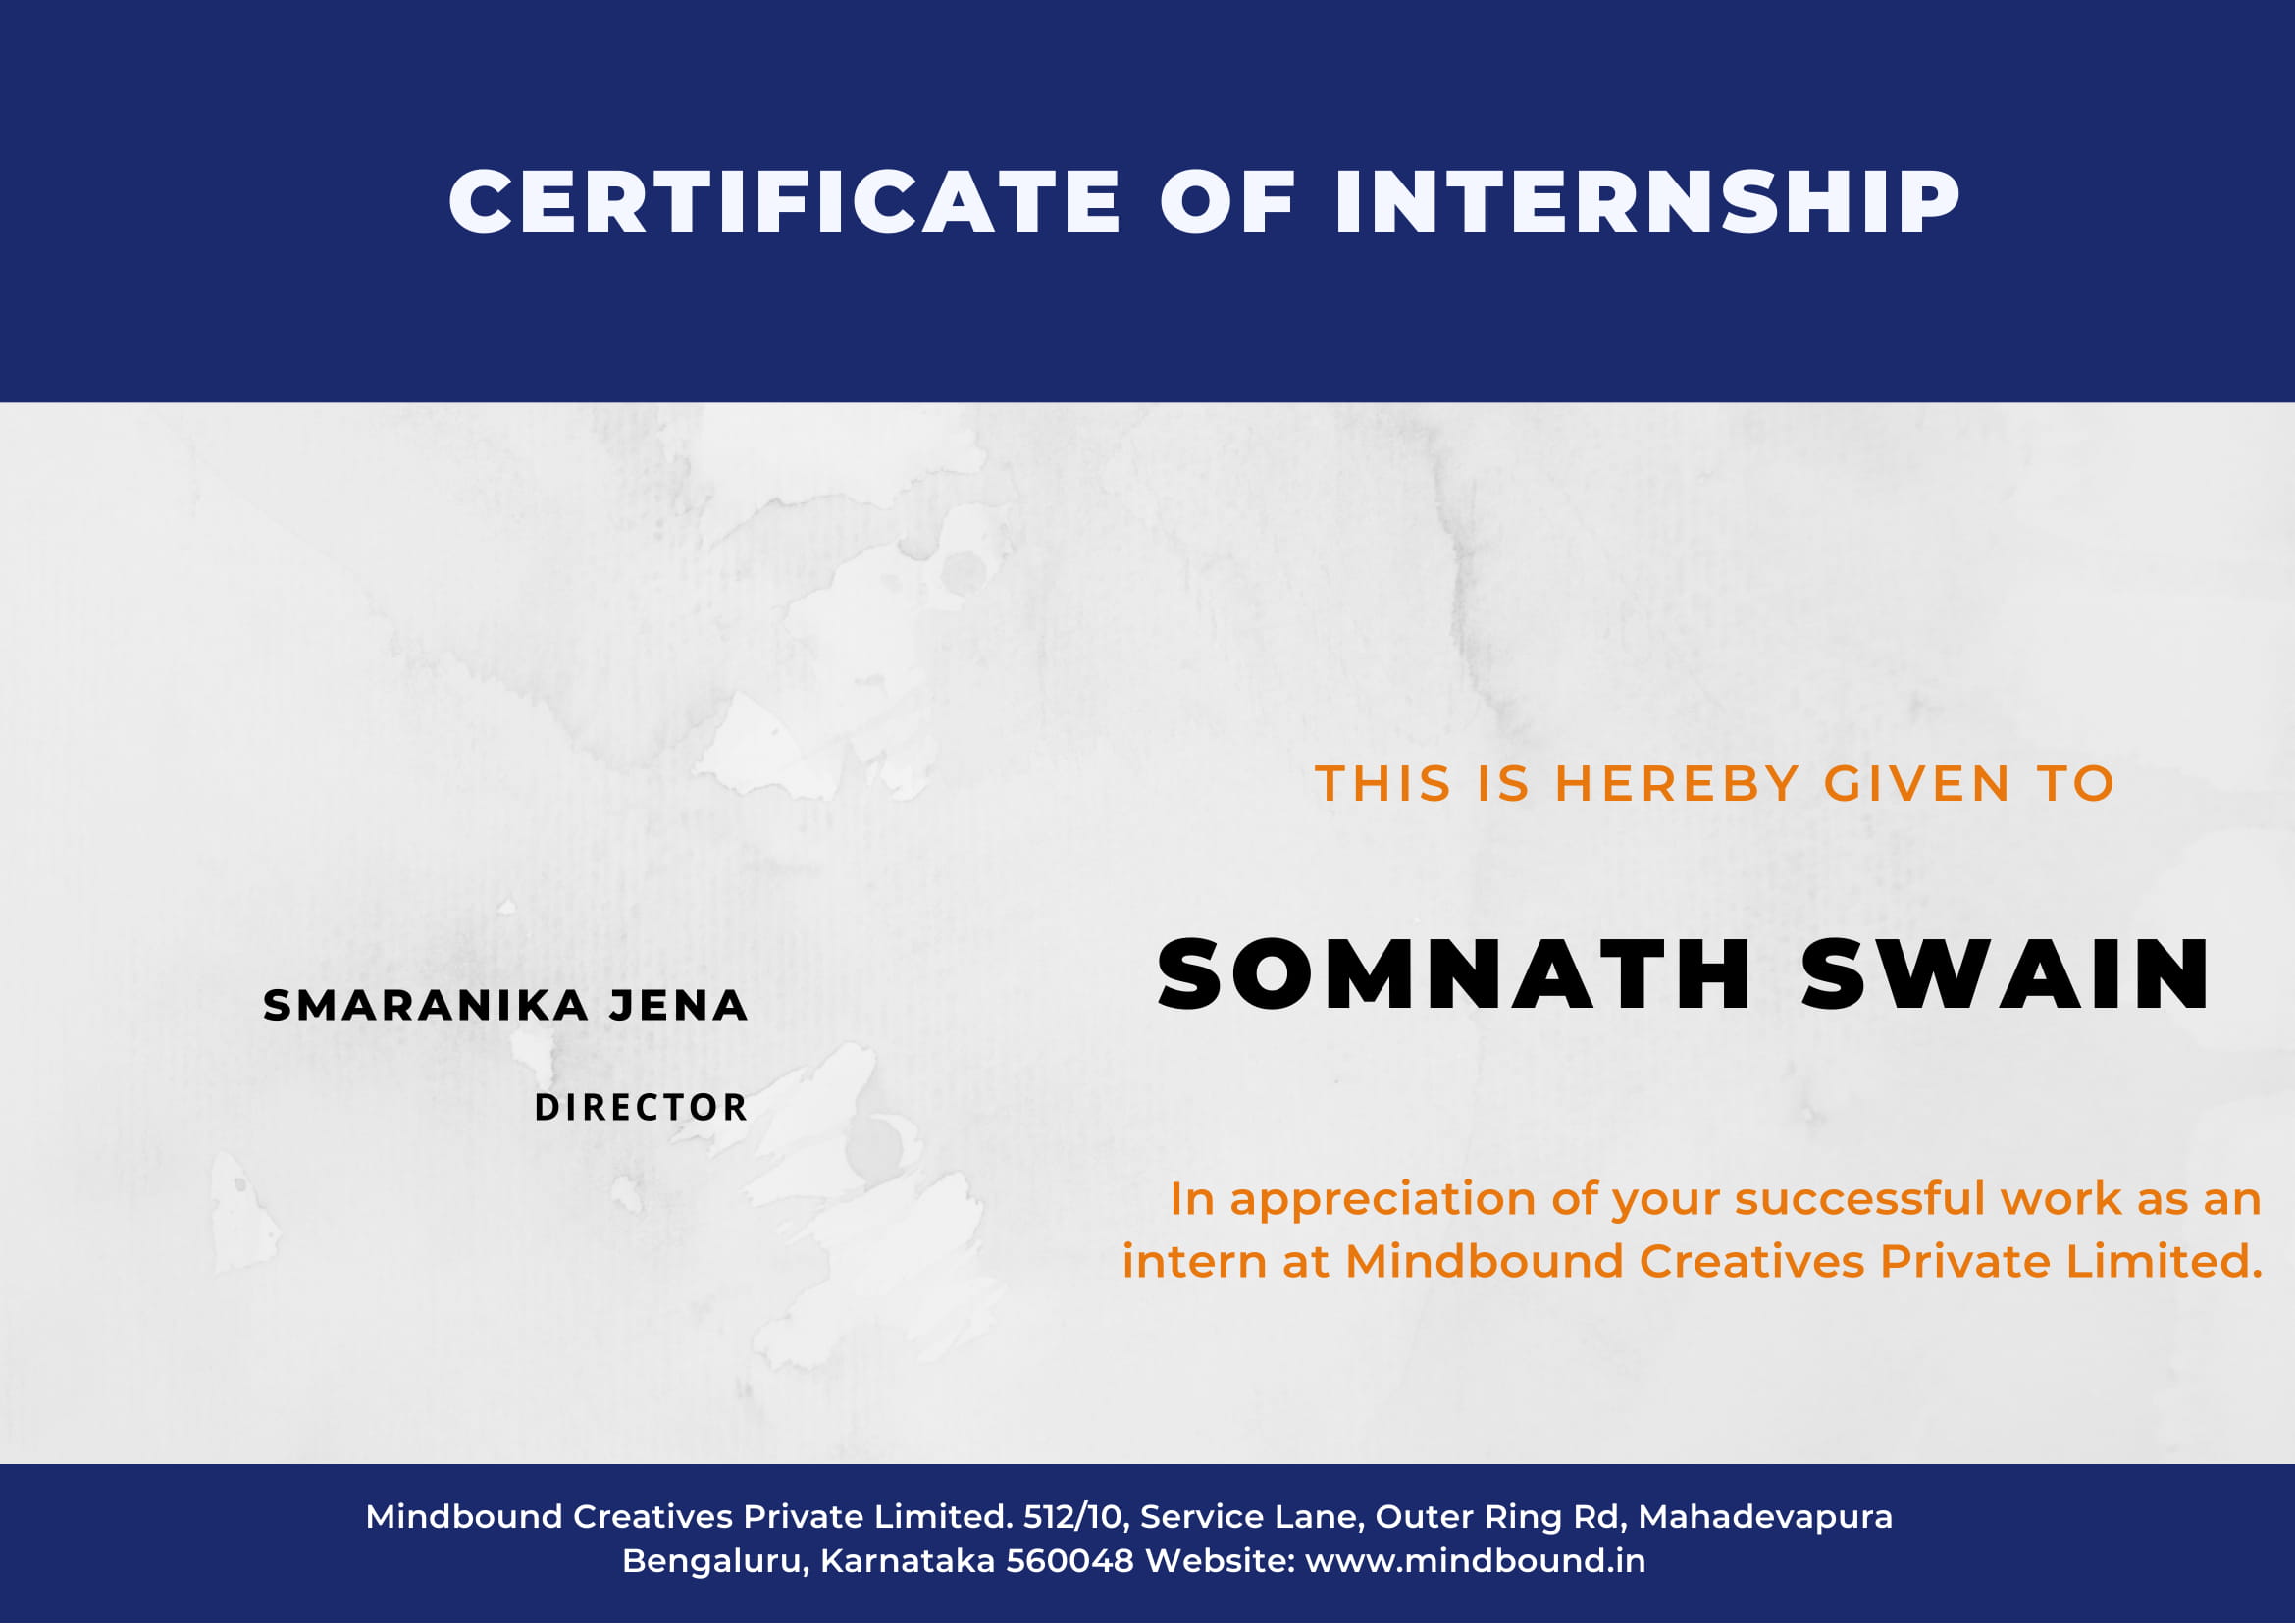 CERTIFICATE OF INTERNSHIP
THIS IS HEREBY GIVEN TO
SOMNATH SWAIN
In appreciation of your successful work as an
intern at Mindbound Creatives Private Limited.
SMARANIKA JENA
DIRECTOR
Mindbound Creatives Private Limited. 512/10, Service Lane, Outer Ring Rd, Mahadevapura
Bengaluru, Karnataka 560048 Website: www.mindbound.in